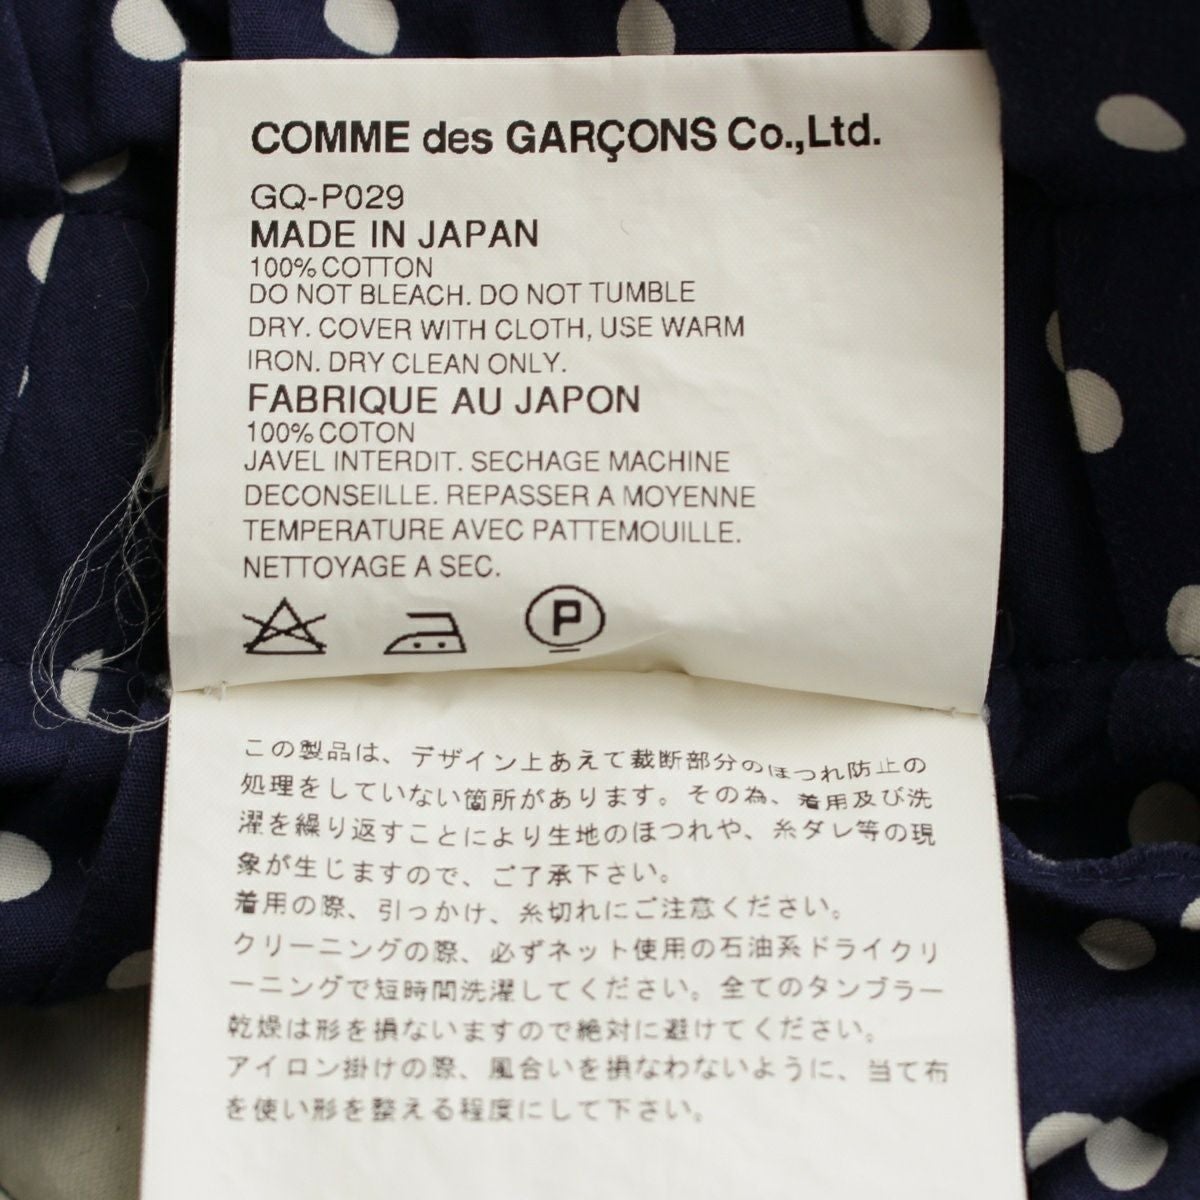 COMME des GARÇONS Co.,Ltd.
GQ-P029
MADE IN JAPAN
100% COTTON
DO NOT BLEACH. DO NOT TUMBLE
DRY. COVER WITH CLOTH, USE WARM
IRON. DRY CLEAN ONLY.
FABRIQUE AU JAPON
100% COTON
JAVEL INTERDIT. SECHAGE MACHINE
DECONSEILLE. REPASSER A MOYENNE
TEMPERATURE AVEC PATTEMOUILLE.
NETTOYAGE A SEC.
P
この製品は、デザイン上あえて裁断部分のほつれ防止の
処理をしていない箇所があります。その為、着用及び洗
濯を繰り返すことにより生地のほつれや、糸ダレ等の現
象が生じますので、ご了承下さい。
着用の際、引っかけ、糸切れにご注意ください。
クリーニングの際、必ずネット使用の石油系ドライクリ
ーニングで短時間洗濯してください。全てのタンブラー
乾燥は形を損ないますので絶対に避けてください。
アイロン掛けの際、風合いを損なわないように、当て布
を使い形を整える程度にして下さい。